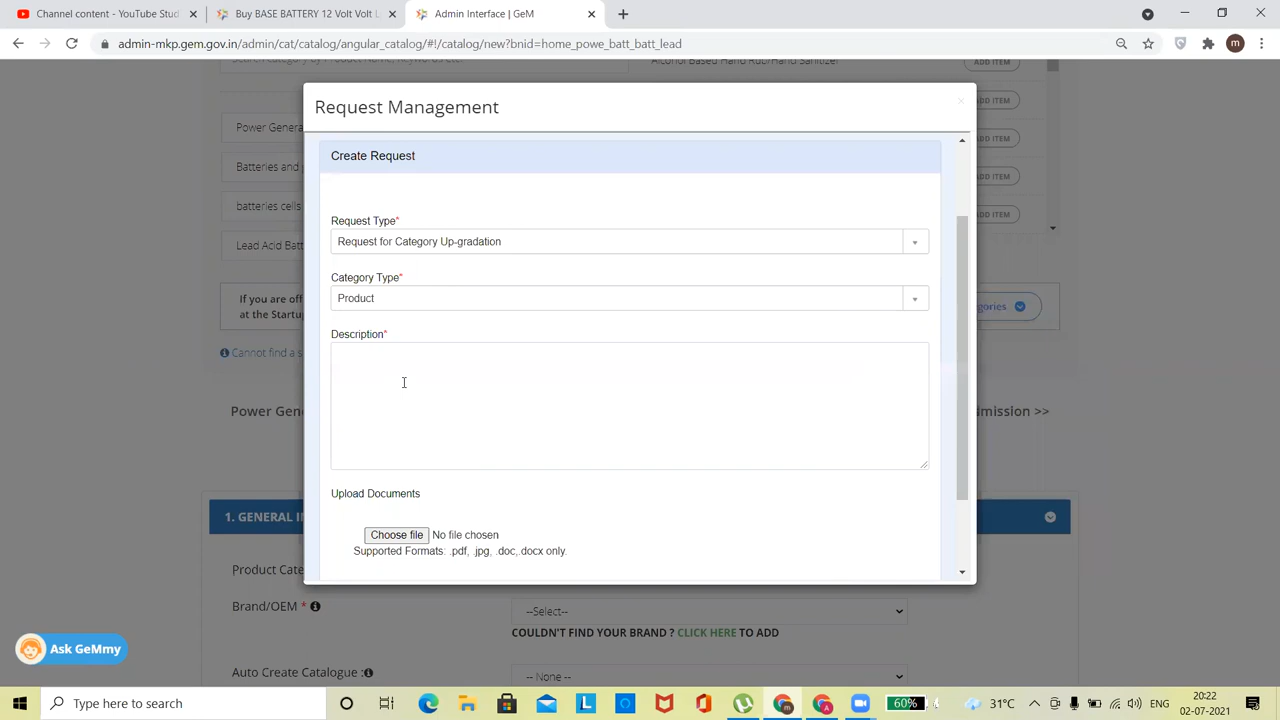 Channel content - YouTube Stud
Buy BASE BATTERY 12 Volt Volt L
Admin Interface | GeM
admin-mkp.gem.gov.in/admin/cat/catalog/angular_catalog/#!/catalog/new?bnid=home_powe_batt_batt_lead
m
Alcohol Based Hand Rub/Hand Sanitizer
ADD ITEM
Request Management
×
ADD ITEM
Power Genera
ADD ITEM
Create Request
Batteries and
ADD ITEM
batteries cells
ADD ITEM
Request Type*
Request for Category Up-gradation
Lead Acid Batt
Category Type*
Product
If you are off
at the Startu
egories
Description*
Cannot find a s
Power Gene
mission >>
Upload Documents
1. GENERAL I
Choose file No file chosen
Supported Formats: .pdf, .jpg, .doc,.docx only.
Product Cate
Brand/OEM *
--Select--
COULDN'T FIND YOUR BRAND ? CLICK HERE TO ADD
Ask GeMmy
Auto Create Catalogue :
-- None --
Type here to search
60%
31°C
ENG
20:22
02-07-2021